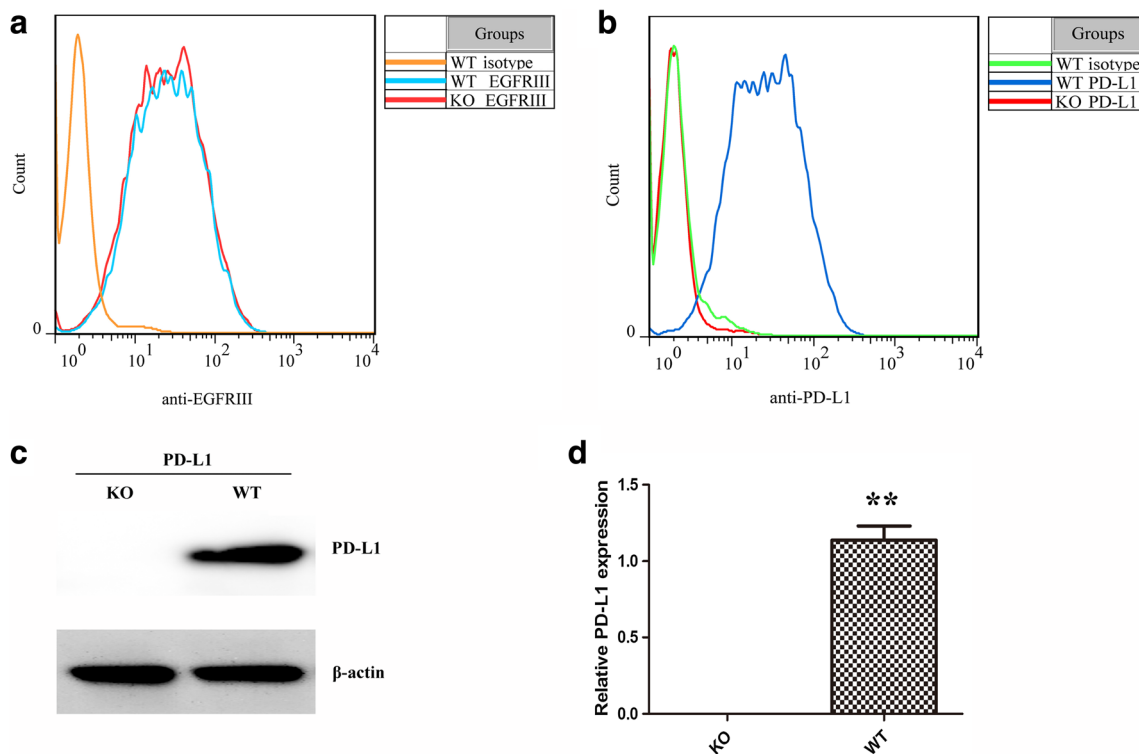 a
Groups
WT isotype
WT EGFRIII
KO EGFRIII
Count
0
10^0 10^1 10^2 10^3 10^4
anti-EGFRIII
b
Groups
WT isotype
WT PD-L1
KO PD-L1
Count
0
10^0 10^1 10^2 10^3 10^4
anti-PD-L1
c
PD-L1
KO WT
PD-L1
β-actin
d
Relative PD-L1 expression
1.5
1.0
0.5
0.0
**
KO WT